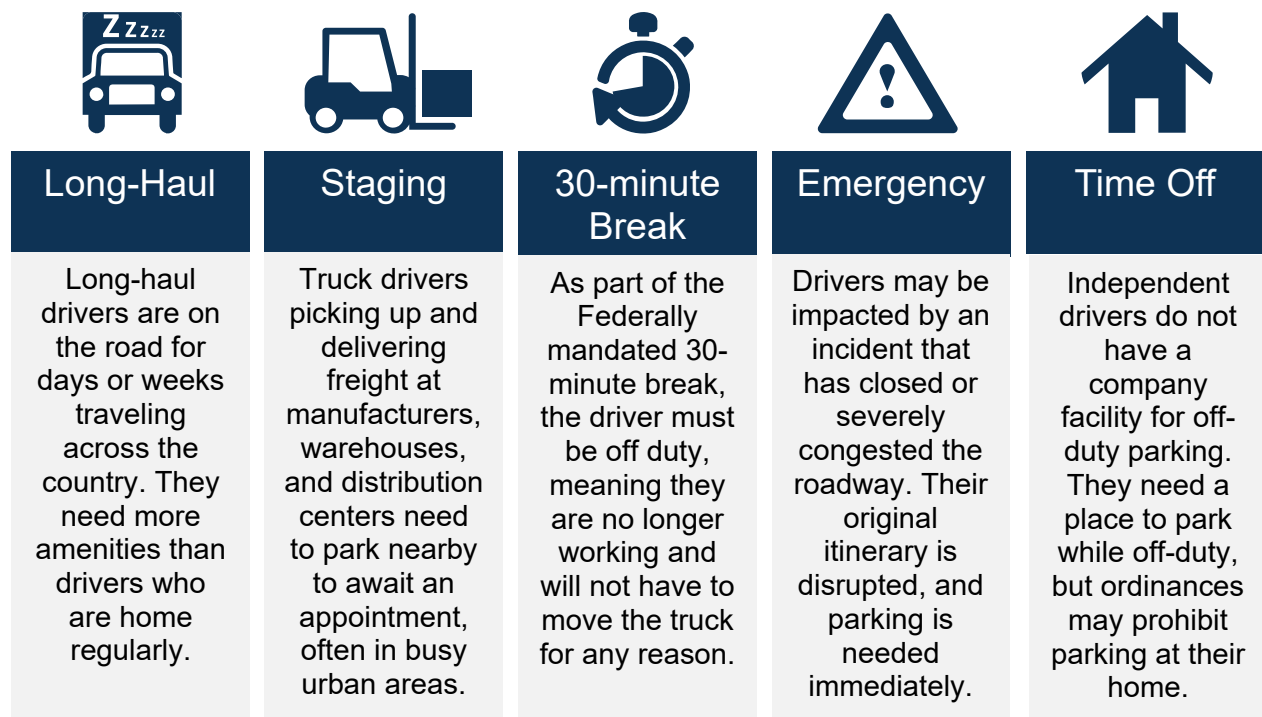 Z z z z z
Long-Haul
Long-haul
drivers are on
the road for
days or weeks
traveling
across the
country. They
need more
amenities than
drivers who
are home
regularly.
Staging
Truck drivers
picking up and
delivering
freight at
manufacturers,
warehouses,
and distribution
centers need
to park nearby
to await an
appointment,
often in busy
urban areas.
30-minute
Break
As part of the
Federally
mandated 30-
minute break,
the driver must
be off duty,
meaning they
are no longer
working and
will not have to
move the truck
for any reason.
!
Emergency
Drivers may be
impacted by an
incident that
has closed or
severely
congested the
roadway. Their
original
itinerary is
disrupted, and
parking is
needed
immediately.
Time Off
Independent
drivers do not
have a
company
facility for off-
duty parking.
They need a
place to park
while off-duty,
but ordinances
may prohibit
parking at their
home.